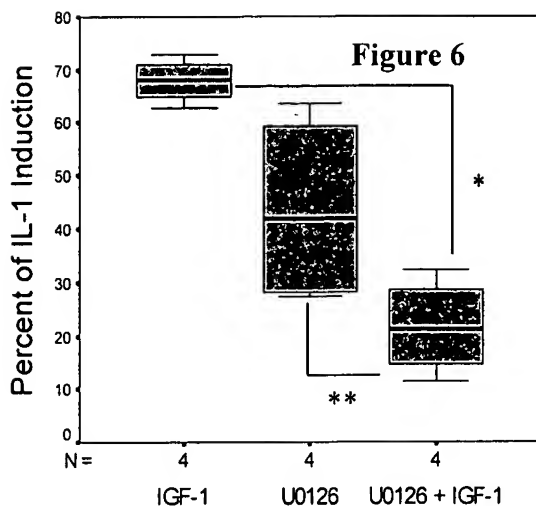 Figure 6
Percent of IL-1 Induction
80
70
60
50
40
30
20
10
0
*
**
N= 4 4 4
IGF-1 U0126 U0126 + IGF-1